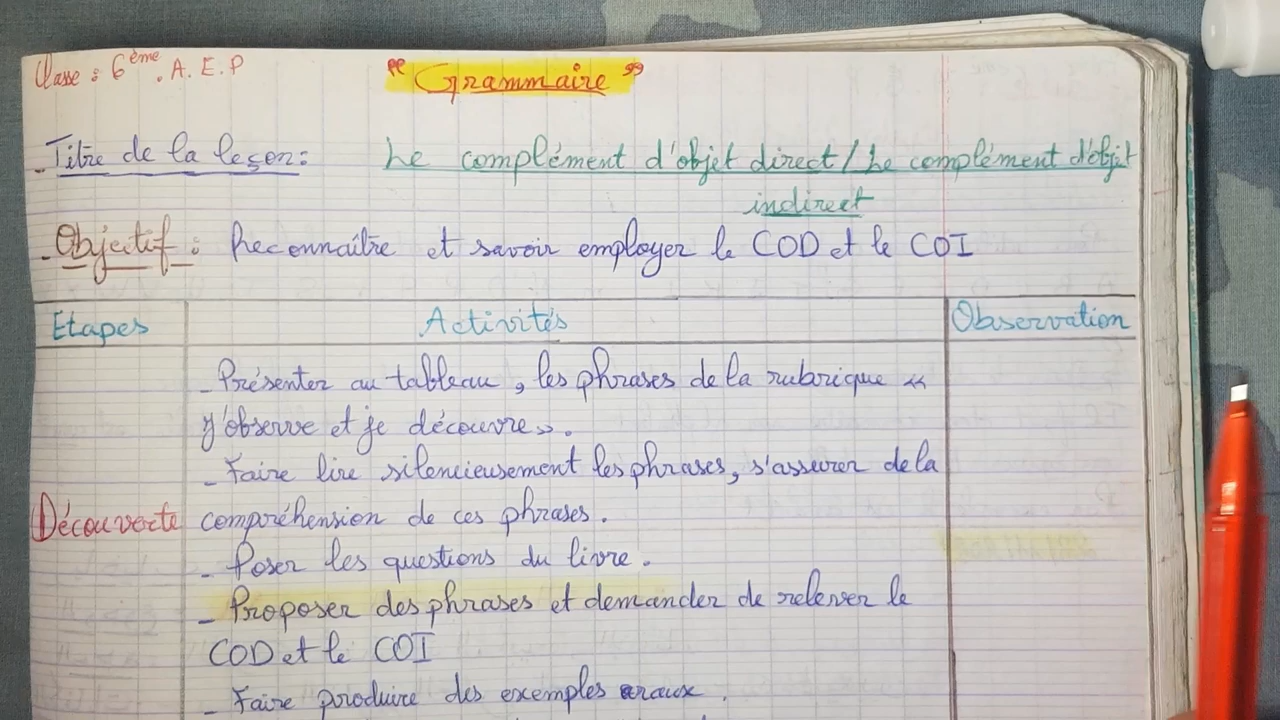 Classe : 6ème. A. E. P
"Grammaire"
- Titre de la leçon : Le complément d'objet direct / Le complément d'objet
indirect
- Objectif : Reconnaître et savoir employer le COD et le COI
Etapes Activités Observation
- Présenter au tableau, les phrases de la rubrique «
j'observe et je découvre».
- Faire lire silencieusement les phrases, s'assurer de la
Découverte compréhension de ces phrases.
- Poser les questions du livre.
- Proposer des phrases et demander de relever le
COD et le COI
- Faire produire des exemples oraux.